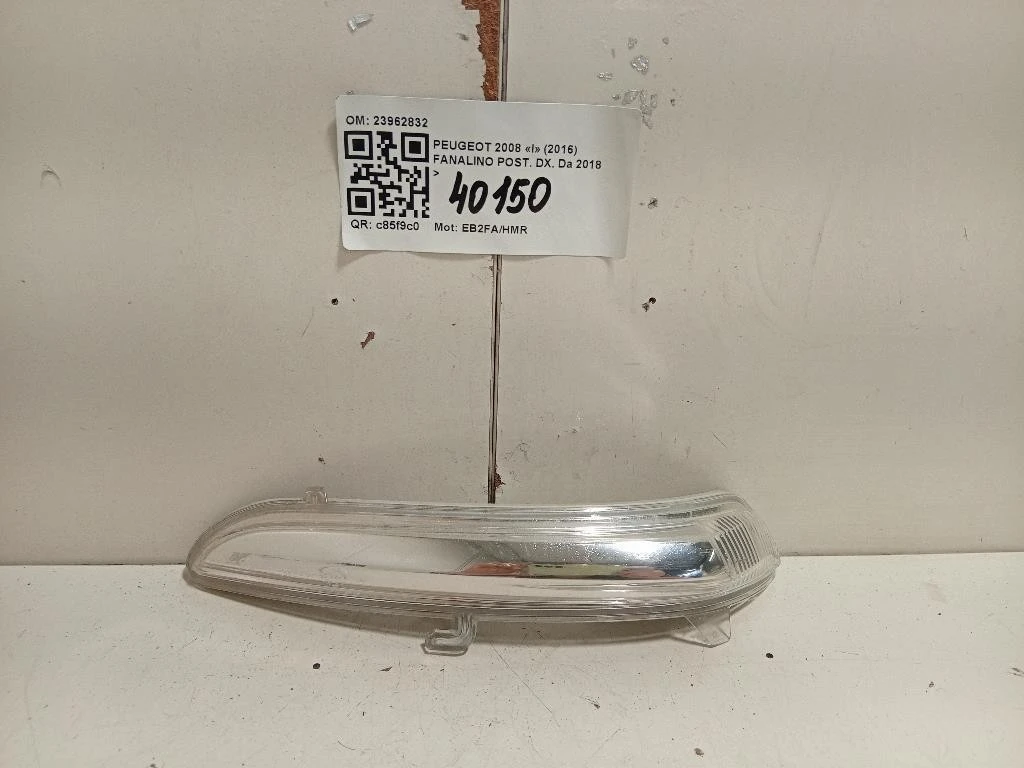 OM: 23962832
PEUGEOT 2008 «I» (2016)
FANALINO POST. DX. Da 2018
>
40150
QR: c85f9c0 Mot: EB2FA/HMR